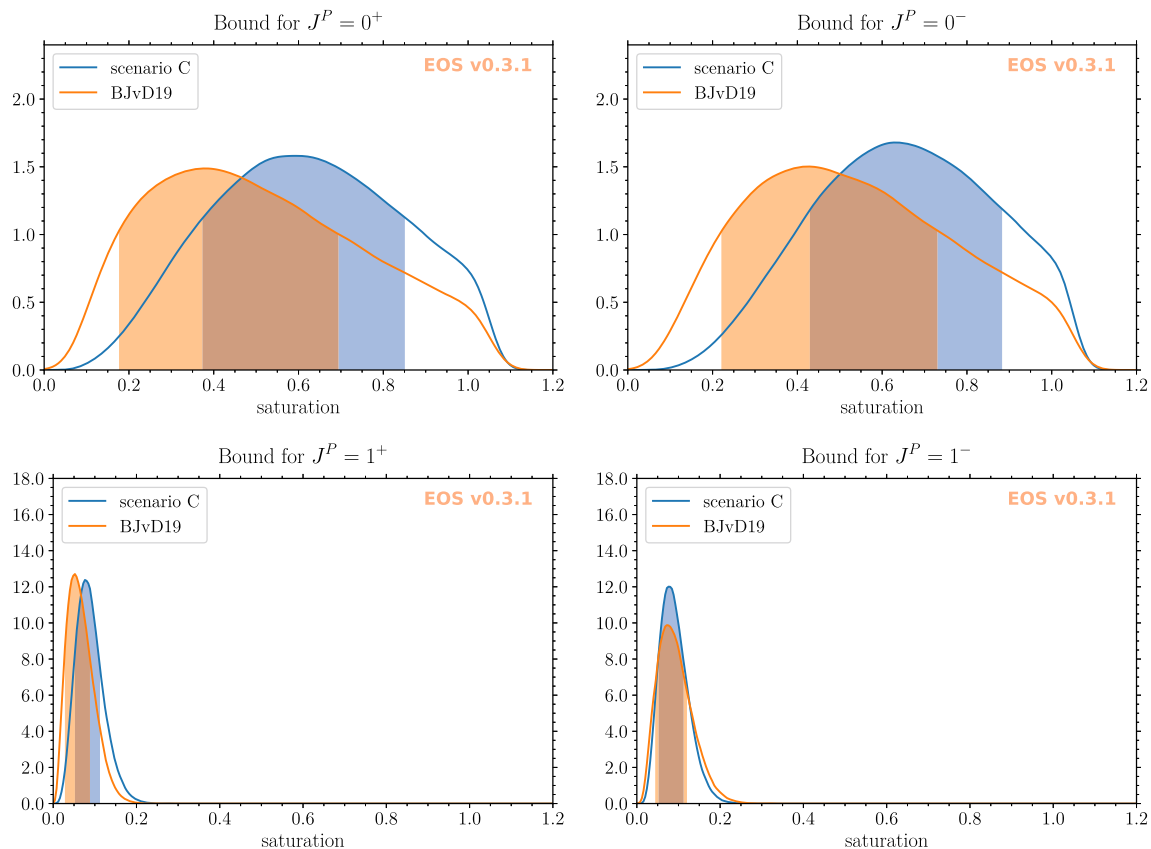 Bound for $J^P = 0^+$
EOS v0.3.1
scenario C
BJvD19
2.0
1.5
1.0
0.5
0.0
0.0 0.2 0.4 0.6 0.8 1.0 1.2
saturation
Bound for $J^P = 0^-$
EOS v0.3.1
scenario C
BJvD19
2.0
1.5
1.0
0.5
0.0
0.0 0.2 0.4 0.6 0.8 1.0 1.2
saturation
Bound for $J^P = 1^+$
18.0
EOS v0.3.1
scenario C
BJvD19
16.0
14.0
12.0
10.0
8.0
6.0
4.0
2.0
0.0
0.0 0.2 0.4 0.6 0.8 1.0 1.2
saturation
Bound for $J^P = 1^-$
18.0
EOS v0.3.1
scenario C
BJvD19
16.0
14.0
12.0
10.0
8.0
6.0
4.0
2.0
0.0
0.0 0.2 0.4 0.6 0.8 1.0 1.2
saturation